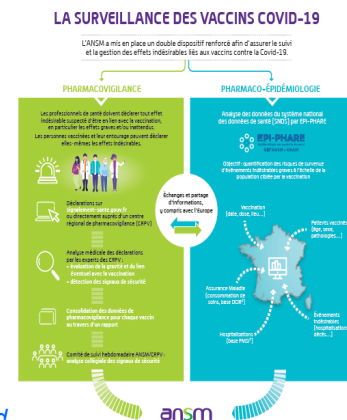 LA SURVEILLANCE DES VACCINS COVID-19
L'ANSM a mis en place un double dispositif renforcé afin d'assurer le suivi
et la gestion des effets indésirables liés aux vaccins contre la Covid-19.
PHARMACOVIGILANCE
Les professionnels de santé doivent déclarer tout effet
indésirable suspecté d'être en lien avec la vaccination,
en particulier les effets graves et/ou inattendus.
Les personnes vaccinées et leur entourage peuvent déclarer
elles-mêmes les effets indésirables.
Déclarations sur
signalement-sante.gouv.fr
ou directement auprès d'un centre
régional de pharmacovigilance (CRPV)
Analyse médicale des déclarations
par les experts des CRPV :
- évaluation de la gravité et du lien
éventuel avec la vaccination
- détection des signaux de sécurité
Consolidation des données de
pharmacovigilance pour chaque vaccin
au travers d'un rapport
Comité de suivi hebdomadaire ANSM/CRPV :
analyse collégiale des signaux de sécurité
Echanges et partage
d'informations,
y compris avec l'Europe
PHARMACO-ÉPIDÉMIOLOGIE
Analyse des données du système national
des données de santé (SNDS) par EPI-PHARE
EPI-PHARE
Objectif : quantification des risques de survenue
d'événements indésirables graves à l'échelle de la
population ciblée par la vaccination
Vaccination
(date, dose, lieu...)
Patients vaccinés
(âge, sexe,
pathologies...)
Assurance Maladie
(consommation de
soins, base DCIR)
Événements
indésirables
(hospitalisation,
décès...)
Hospitalisations
(base PMSI)
ansm